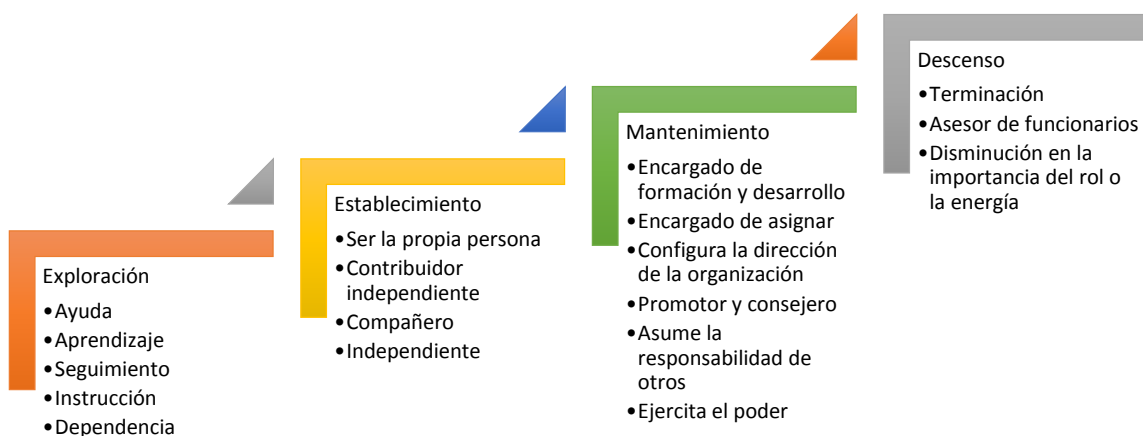 Exploración
•Ayuda
•Aprendizaje
•Seguimiento
•Instrucción
•Dependencia
Establecimiento
•Ser la propia persona
•Contribuidor
independiente
•Compañero
•Independiente
Mantenimiento
•Encargado de
formación y desarrollo
•Encargado de asignar
•Configura la dirección
de la organización
•Promotor y consejero
•Asume la
responsabilidad de
otros
•Ejercita el poder
Descenso
•Terminación
•Asesor de funcionarios
•Disminución en la
importancia del rol o
la energía